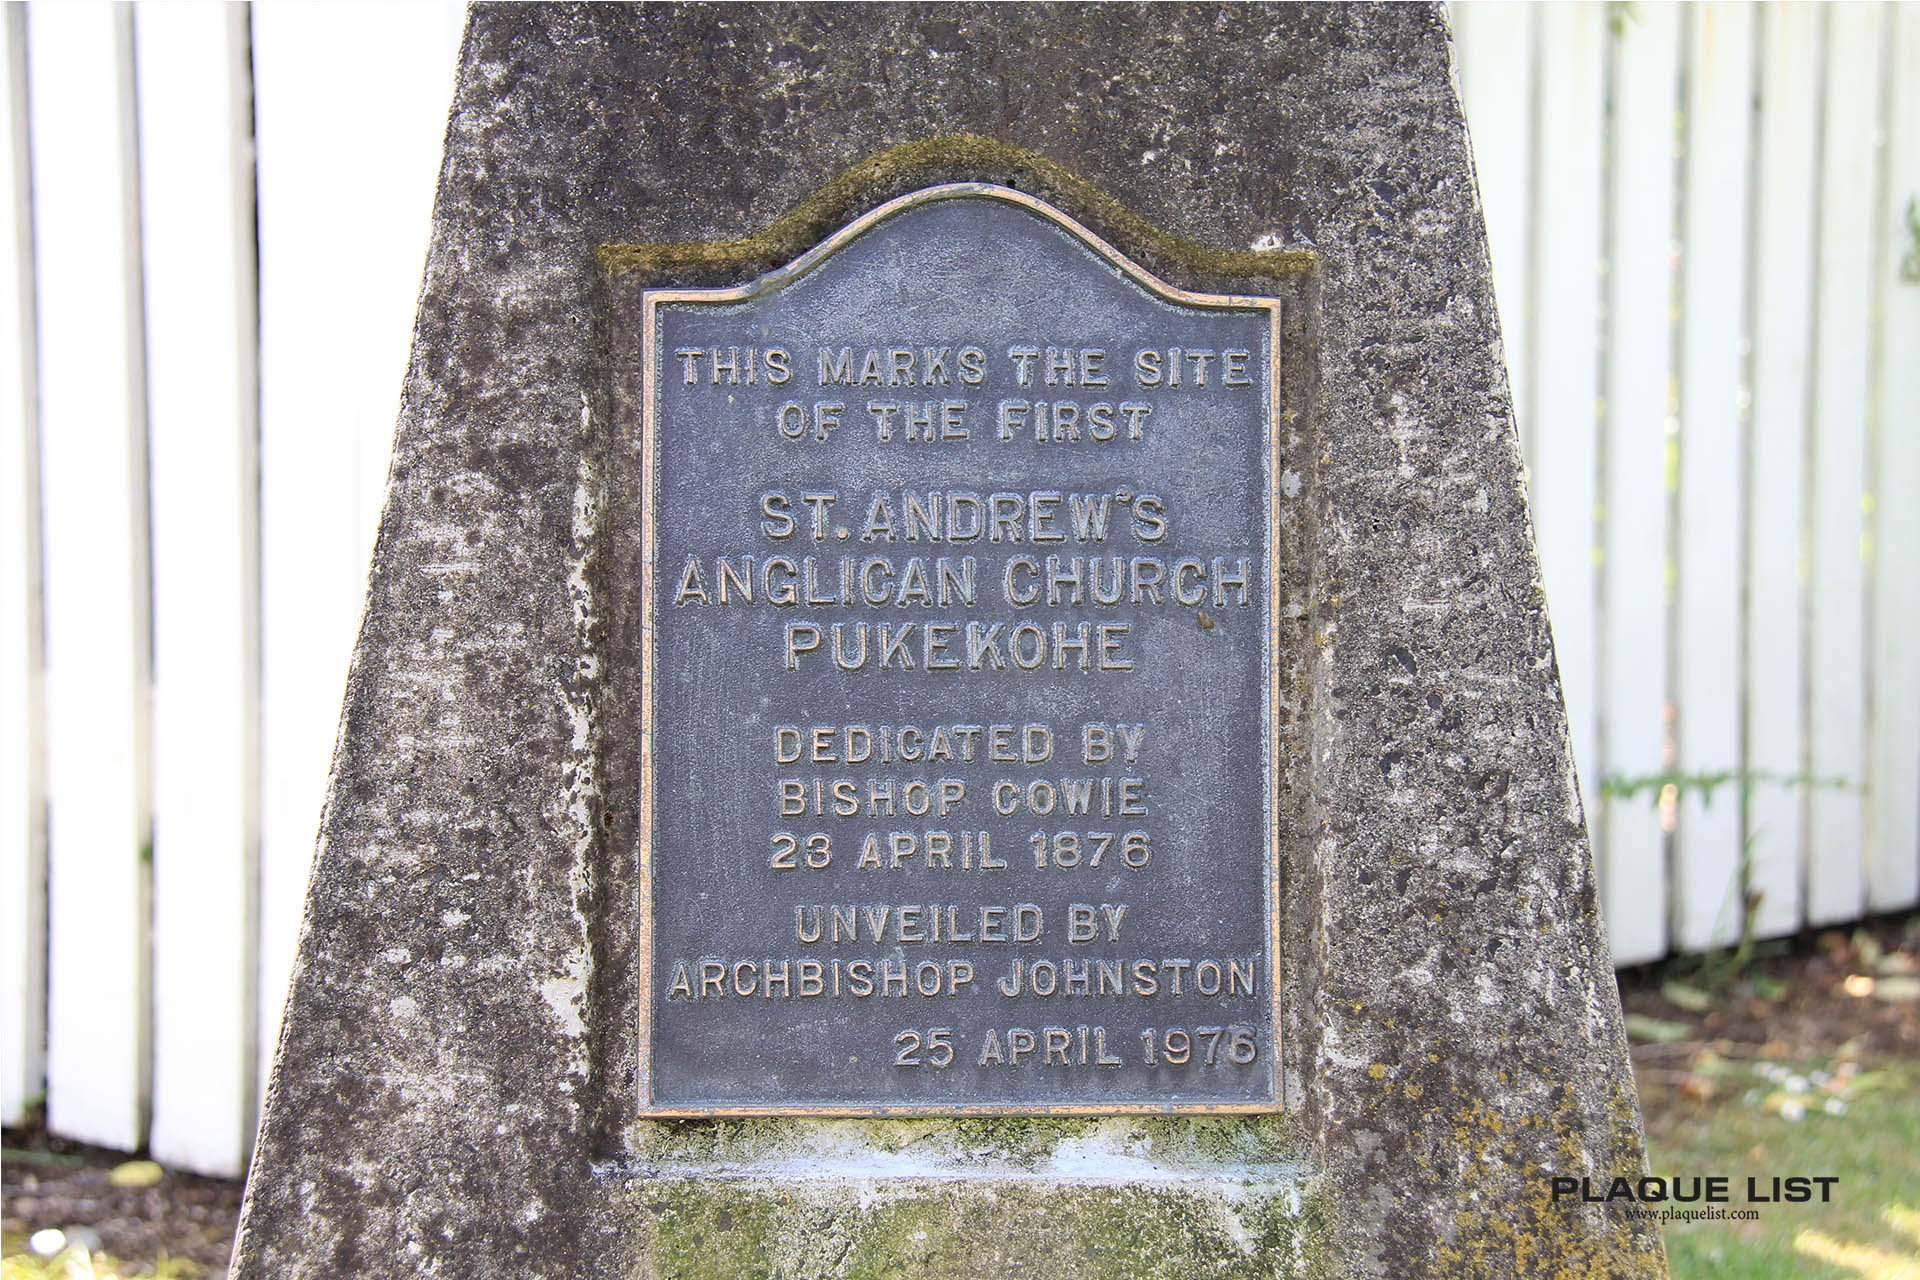 THIS MARKS THE SITE
OF THE FIRST
ST. ANDREW'S
ANGLICAN CHURCH
PUKEKOHE
DEDICATED BY
BISHOP COWIE
23 APRIL 1876
UNVEILED BY
ARCHBISHOP JOHNSTON
25 APRIL 1976
PLAQUE LIST
www.plaquelist.com